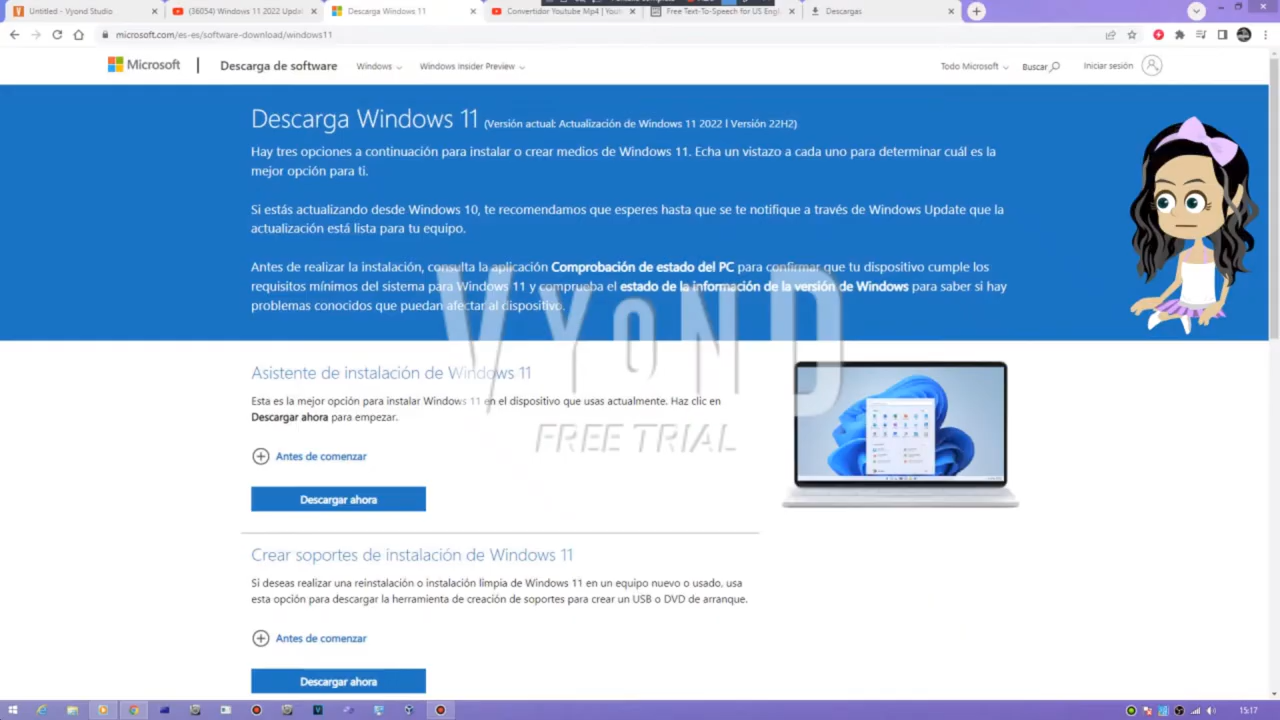 Untitled - Vyond Studio
(36054) Windows 11 2022 Upda
Descarga Windows 11
Convertidor Youtube Mp4 | Yout
Free Text-To-Speech for US Engl
Descargas
microsoft.com/es-es/software-download/windows11
Microsoft
Descarga de software
Windows
Windows Insider Preview
Todo Microsoft
Buscar
Iniciar sesión
Descarga Windows 11 (Versión actual: Actualización de Windows 11 2022 l Versión 22H2)
Hay tres opciones a continuación para instalar o crear medios de Windows 11. Echa un vistazo a cada uno para determinar cuál es la
mejor opción para ti.
Si estás actualizando desde Windows 10, te recomendamos que esperes hasta que se te notifique a través de Windows Update que la
actualización está lista para tu equipo.
Antes de realizar la instalación, consulta la aplicación Comprobación de estado del PC para confirmar que tu dispositivo cumple los
requisitos mínimos del sistema para Windows 11 y comprueba el estado de la información de la versión de Windows para saber si hay
problemas conocidos que puedan afectar al dispositivo.
VYOND
FREE TRIAL
Asistente de instalación de Windows 11
Esta es la mejor opción para instalar Windows 11 en el dispositivo que usas actualmente. Haz clic en
Descargar ahora para empezar.
Antes de comenzar
Descargar ahora
Crear soportes de instalación de Windows 11
Si deseas realizar una reinstalación o instalación limpia de Windows 11 en un equipo nuevo o usado, usa
esta opción para descargar la herramienta de creación de soportes para crear un USB o DVD de arranque.
Antes de comenzar
Descargar ahora
15:17